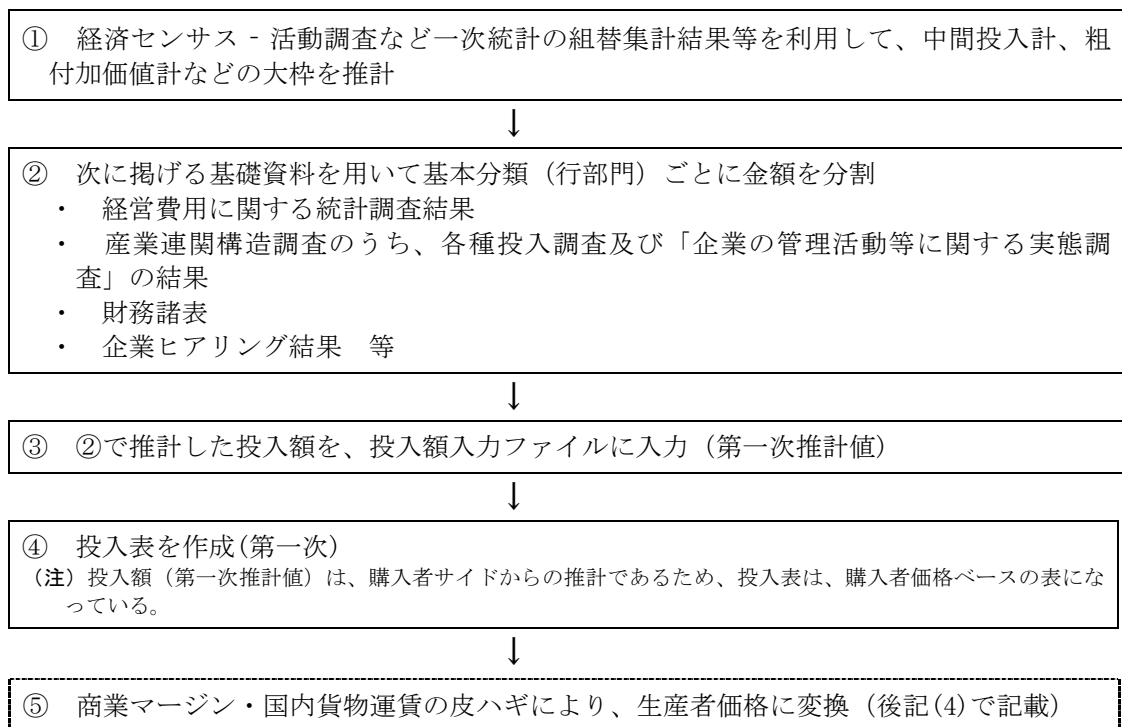 ① 経済センサス‐活動調査など一次統計の組替集計結果等を利用して、中間投入計、粗
付加価値計などの大枠を推計
↓
② 次に掲げる基礎資料を用いて基本分類（行部門）ごとに金額を分割
・ 経営費用に関する統計調査結果
・ 産業連関構造調査のうち、各種投入調査及び「企業の管理活動等に関する実態調
査」の結果
・ 財務諸表
・ 企業ヒアリング結果 等
↓
③ ②で推計した投入額を、投入額入力ファイルに入力（第一次推計値）
↓
④ 投入表を作成(第一次)
（注）投入額（第一次推計値）は、購入者サイドからの推計であるため、投入表は、購入者価格ベースの表にな
っている。
↓
⑤ 商業マージン・国内貨物運賃の皮ハギにより、生産者価格に変換（後記(4)で記載）